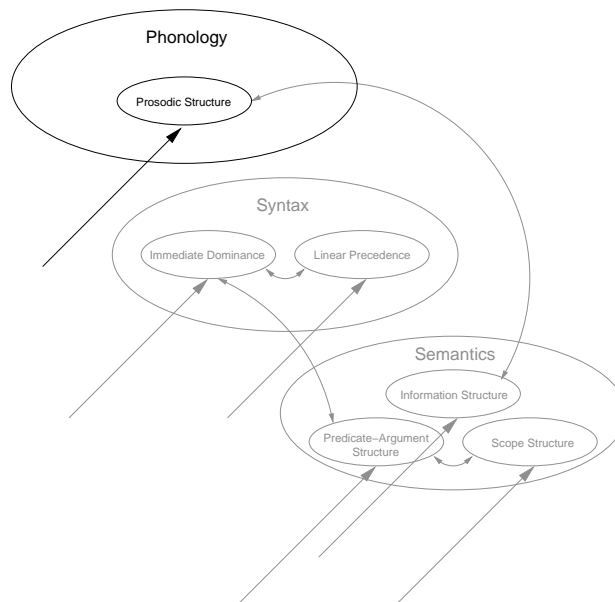 Phonology
Prosodic Structure
Syntax
Immediate Dominance
Linear Precedence
Semantics
Information Structure
Predicate−Argument
Structure
Scope Structure